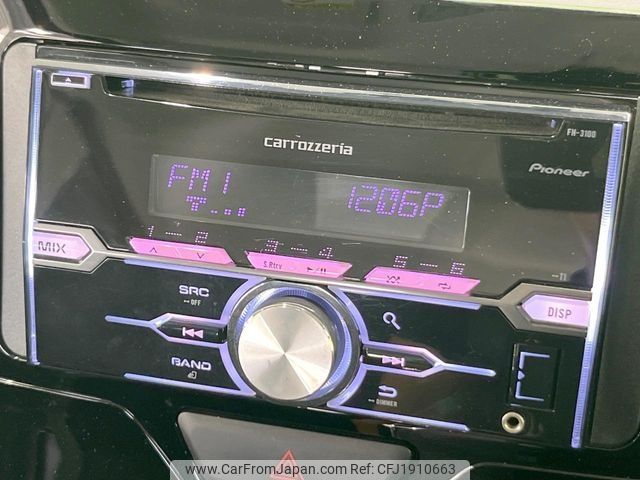 carrozzeria
FH-3100
Pioneer
FM1
1206P
1 2 3 4 5 6
MIX
S.Rtrv
DISP
SRC
OFF
BAND
DIMMER
www.CarFromJapan.com - ID: CFJ1910663